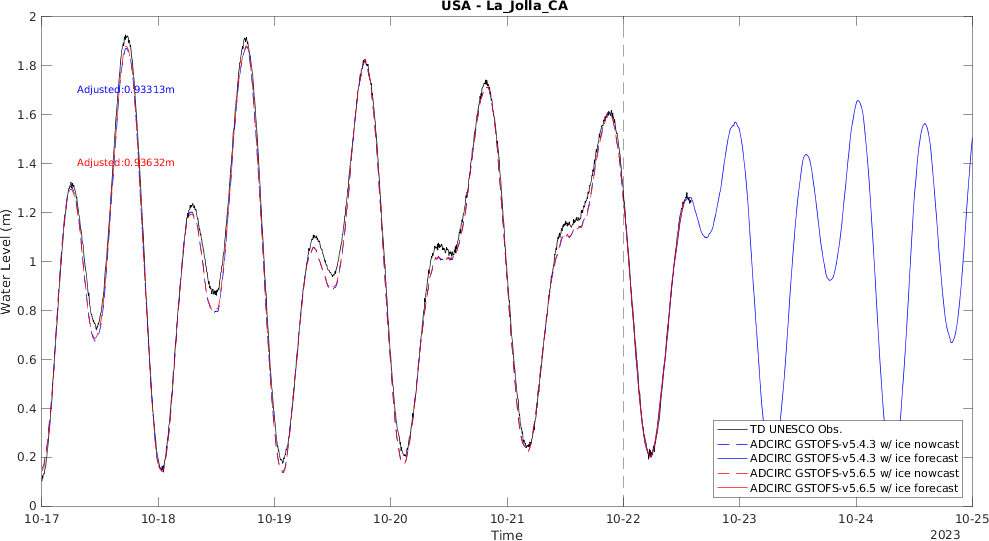 USA - La_Jolla_CA
2
1.8
1.6
1.4
1.2
1
0.8
0.6
0.4
0.2
0
Water Level (m)
Adjusted:0.93313m
Adjusted:0.93632m
TD UNESCO Obs.
ADCIRC GSTOFS-v5.4.3 w/ ice nowcast
ADCIRC GSTOFS-v5.4.3 w/ ice forecast
ADCIRC GSTOFS-v5.6.5 w/ ice nowcast
ADCIRC GSTOFS-v5.6.5 w/ ice forecast
10-17 10-18 10-19 10-20 10-21 10-22 10-23 10-24 10-25
Time
2023